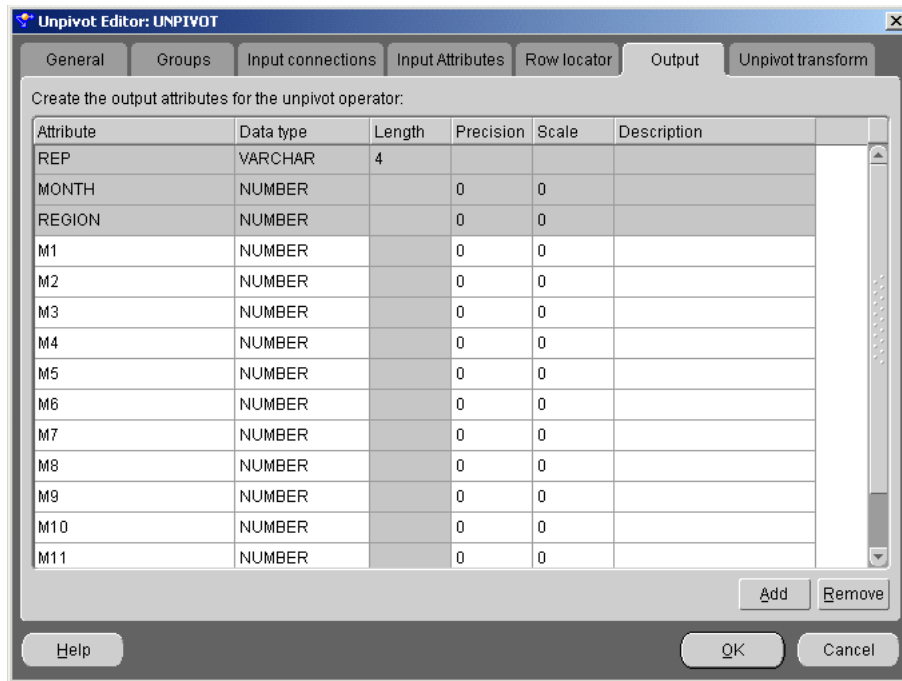 Unpivot Editor: UNPIVOT
General Groups Input connections Input Attributes Row locator Output Unpivot transform
Create the output attributes for the unpivot operator:
Attribute Data type Length Precision Scale Description
REP VARCHAR 4
MONTH NUMBER 0 0
REGION NUMBER 0 0
M1 NUMBER 0 0
M2 NUMBER 0 0
M3 NUMBER 0 0
M4 NUMBER 0 0
M5 NUMBER 0 0
M6 NUMBER 0 0
M7 NUMBER 0 0
M8 NUMBER 0 0
M9 NUMBER 0 0
M10 NUMBER 0 0
M11 NUMBER 0 0
Add Remove
Help OK Cancel